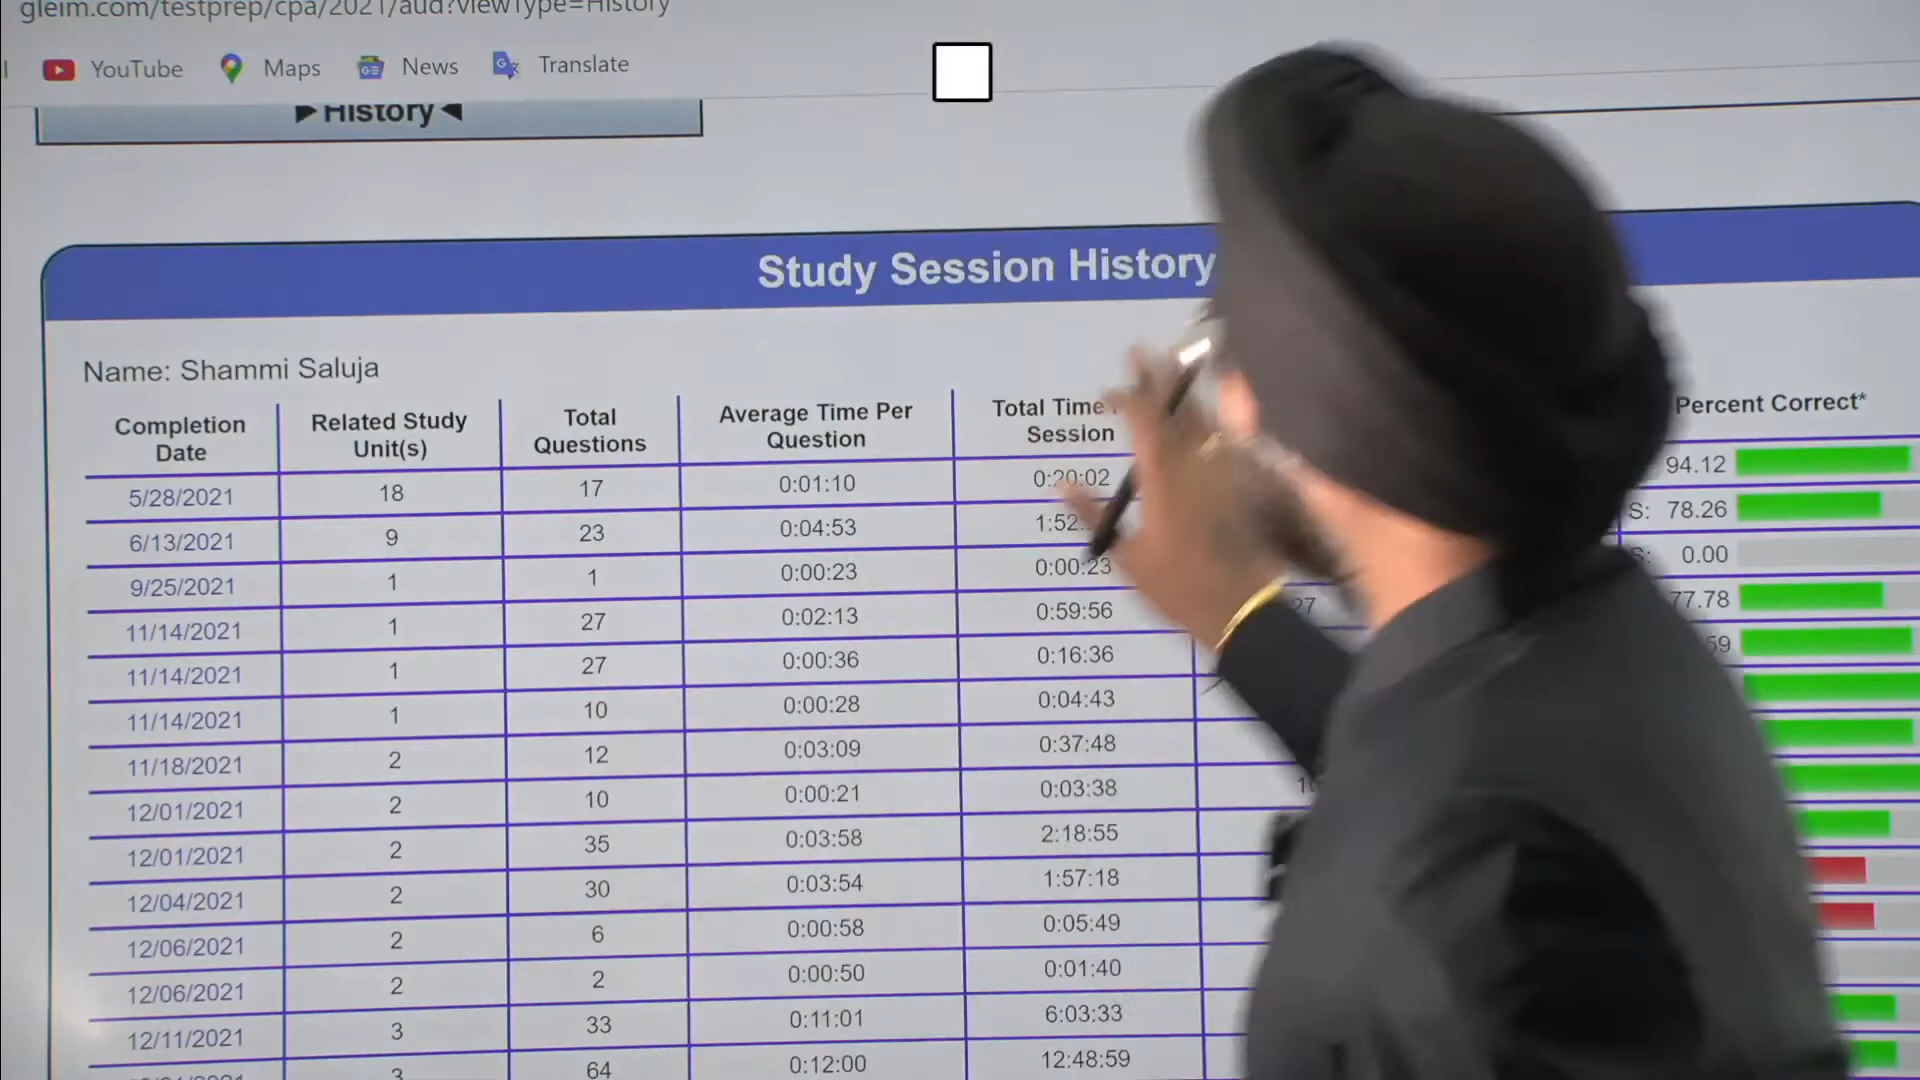 gleim.com/testprep/cpa/2021/aud?viewType=History
YouTube Maps News Translate
►History◄
Study Session History
Name: Shammi Saluja
Completion Date Related Study Unit(s) Total Questions Average Time Per Question Total Time Session Percent Correct*
5/28/2021 18 17 0:01:10 0:20:02 94.12
6/13/2021 9 23 0:04:53 1:52: S: 78.26
9/25/2021 1 1 0:00:23 0:00:23 S: 0.00
11/14/2021 1 27 0:02:13 0:59:56 27 77.78
11/14/2021 1 27 0:00:36 0:16:36 59
11/14/2021 1 10 0:00:28 0:04:43
11/18/2021 2 12 0:03:09 0:37:48
12/01/2021 2 10 0:00:21 0:03:38
12/01/2021 2 35 0:03:58 2:18:55
12/04/2021 2 30 0:03:54 1:57:18
12/06/2021 2 6 0:00:58 0:05:49
12/06/2021 2 2 0:00:50 0:01:40
12/11/2021 3 33 0:11:01 6:03:33
3 64 0:12:00 12:48:59